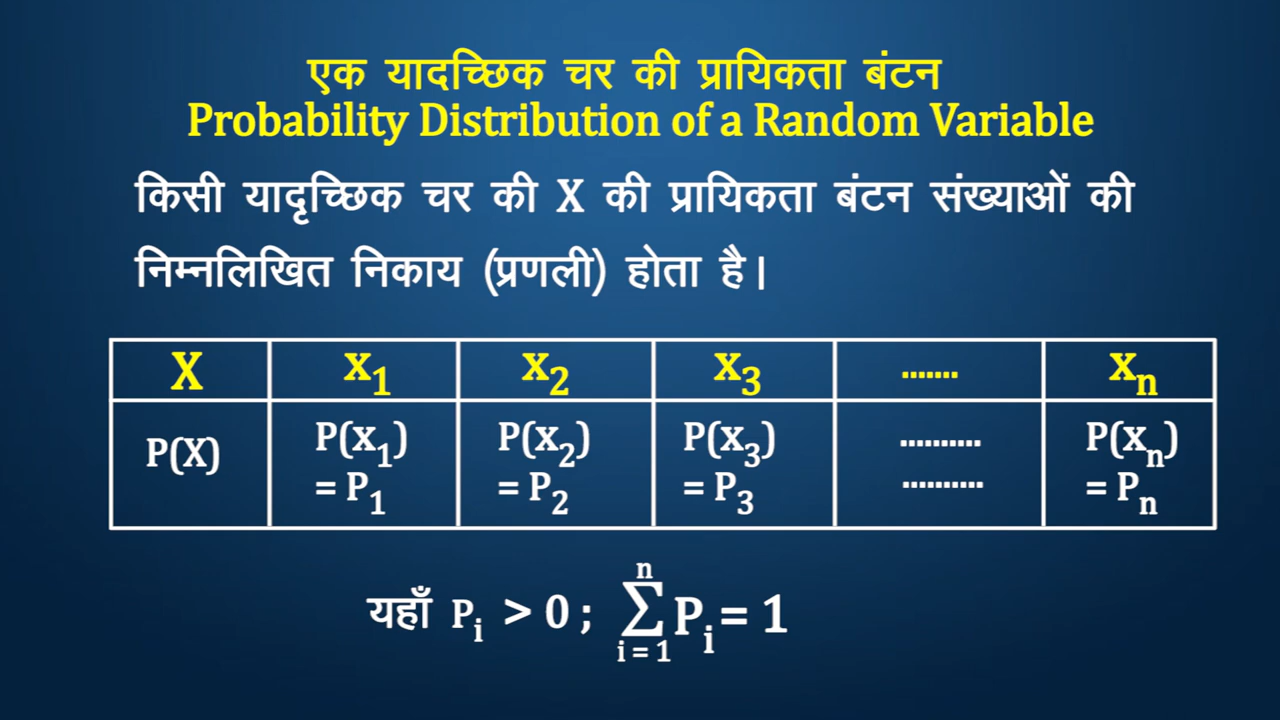 एक यादच्छिक चर की प्रायिकता बंटन
Probability Distribution of a Random Variable
किसी यादृच्छिक चर की X की प्रायिकता बंटन संख्याओं की
निम्नलिखित निकाय (प्रणली) होता है।
X x₁ x₂ x₃ ....... xₙ
P(X) P(x₁) P(x₂) P(x₃) .......... P(xₙ)
= P₁ = P₂ = P₃ .......... = Pₙ
यहाँ Pᵢ > 0 ; ∑ⁿᵢ₌₁ Pᵢ = 1